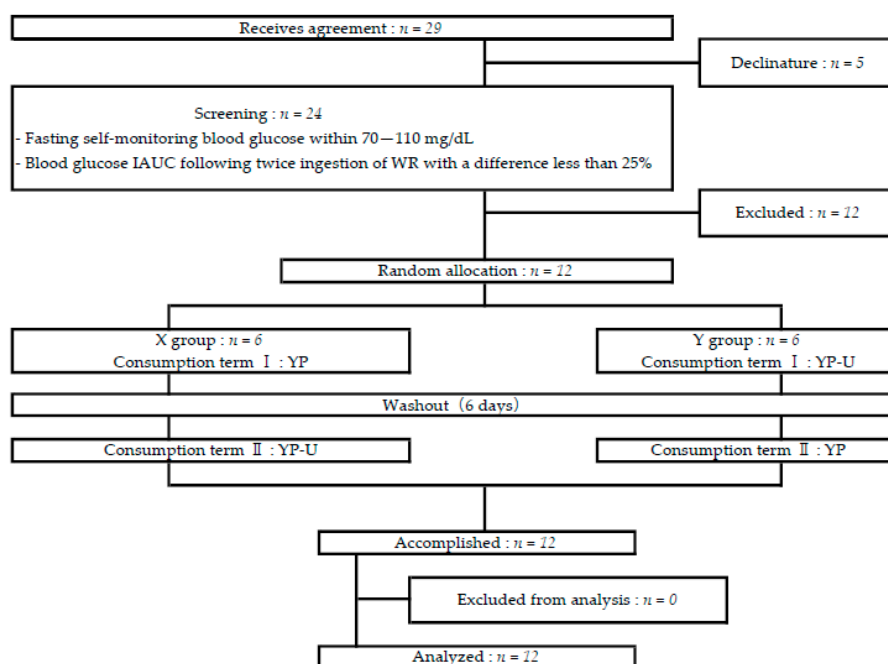 Receives agreement : n = 29
Declinature : n = 5
Screening : n = 24
- Fasting self-monitoring blood glucose within 70—110 mg/dL
- Blood glucose IAUC following twice ingestion of WR with a difference less than 25%
Excluded : n = 12
Random allocation : n = 12
X group : n = 6
Consumption term Ⅰ : YP
Y group : n = 6
Consumption term Ⅰ : YP-U
Washout (6 days)
Consumption term Ⅱ : YP-U
Consumption term Ⅱ : YP
Accomplished : n = 12
Excluded from analysis : n = 0
Analyzed : n = 12